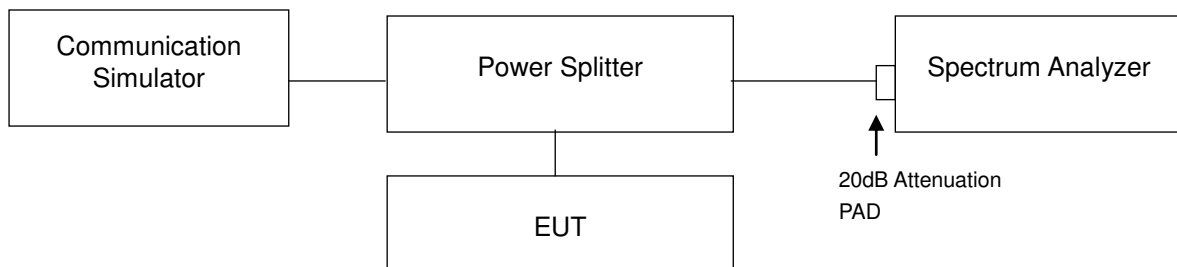 Communication
Simulator
Power Splitter
Spectrum Analyzer
20dB Attenuation
PAD
EUT